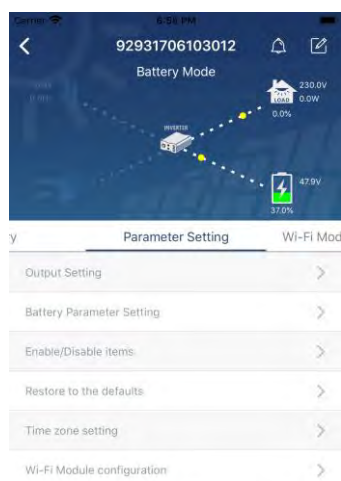 Carrier 6:58 PM
92931706103012
Battery Mode
230.0V
LOAD 0.0W
0.0%
INVERTER
47.9V
37.0%
y Parameter Setting Wi-Fi Mod
Output Setting
Battery Parameter Setting
Enable/Disable items
Restore to the defaults
Time zone setting
Wi-Fi Module configuration